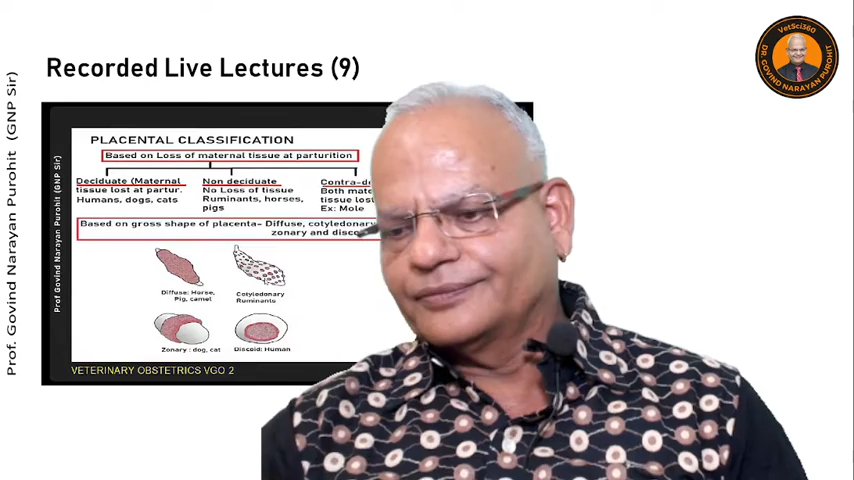 Recorded Live Lectures (9)
VetSci360
DR. GOVIND NARAYAN PUROHIT
Prof. Govind Narayan Purohit (GNP Sir)
Prof Govind Narayan Purohit (GNP Sir)
PLACENTAL CLASSIFICATION
Based on Loss of maternal tissue at parturition
Deciduate (Maternal
tissue lost at partur.
Humans, dogs, cats
Non deciduate
No Loss of tissue
Ruminants, horses,
pigs
Contra-d
Both mate
tissue lost
Ex: Mole
Based on gross shape of placenta- Diffuse, cotyledonary
zonary and disco
Diffuse: Horse,
Pig, camel
Cotyledonary
Ruminants
Zonary : dog, cat
Discoid: Human
VETERINARY OBSTETRICS VGO 2